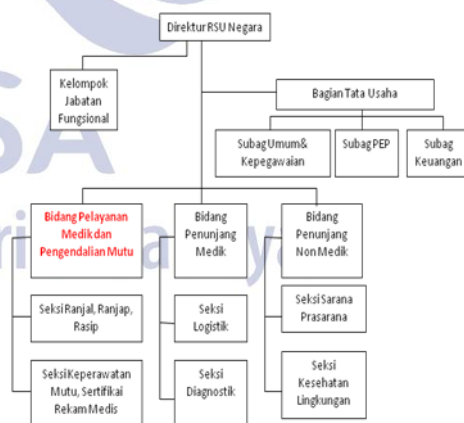 Direktur RSU Negara
Kelompok
Jabatan
Fungsional
Bagian Tata Usaha
Subag Umum&
Kepegawaian
Subag PEP
Subag
Keuangan
Bidang Pelayanan
Medik dan
Pengendalian Mutu
Bidang
Penunjang
Medik
Bidang
Penunjang
Non Medik
Seksi Ranjal, Ranjap,
Rasip
Seksi
Logistik
Seksi Sarana
Prasarana
Seksi Keperawatan
Mutu, Sertifikai
Rekam Medis
Seksi
Diagnostik
Seksi
Kesehatan
Lingkungan